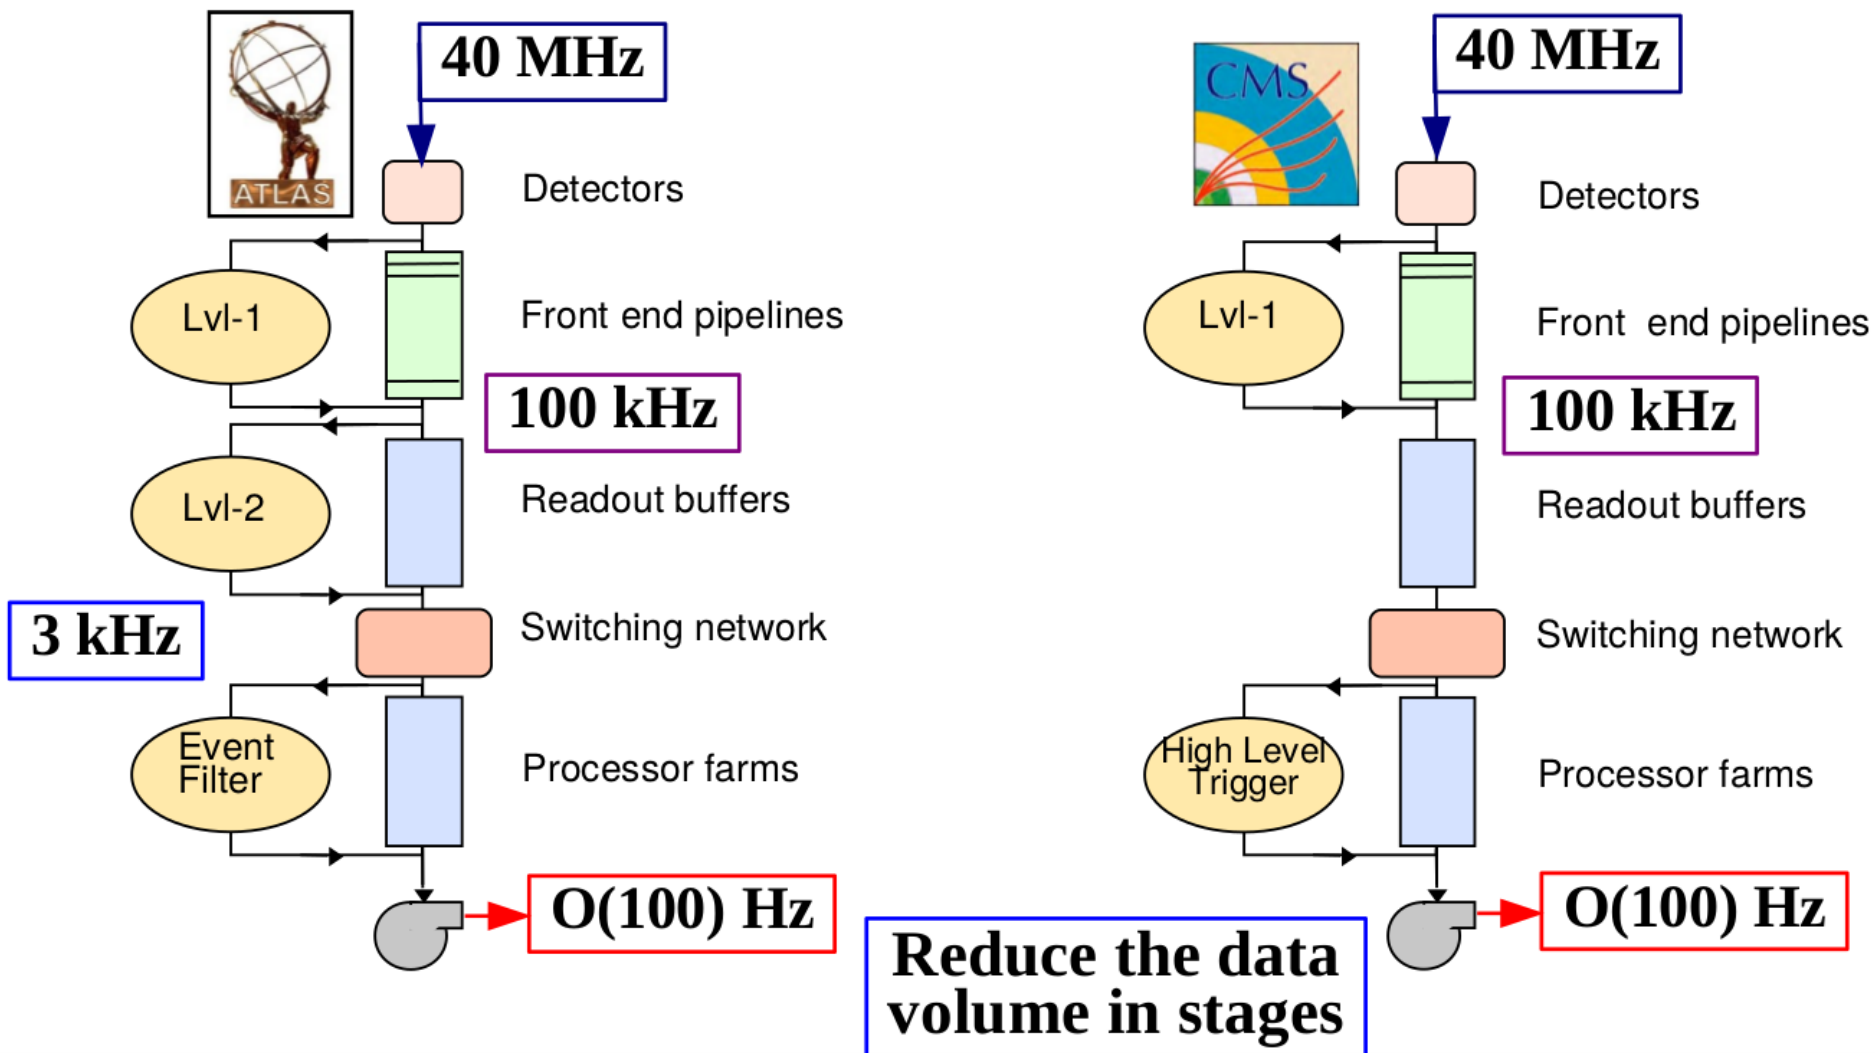 40 MHz
ATLAS
Detectors
Lvl-1
Front end pipelines
100 kHz
Lvl-2
Readout buffers
3 kHz
Switching network
Event
Filter
Processor farms
O(100) Hz
40 MHz
CMS
Detectors
Lvl-1
Front end pipelines
100 kHz
Readout buffers
Switching network
High Level
Trigger
Processor farms
O(100) Hz
Reduce the data
volume in stages